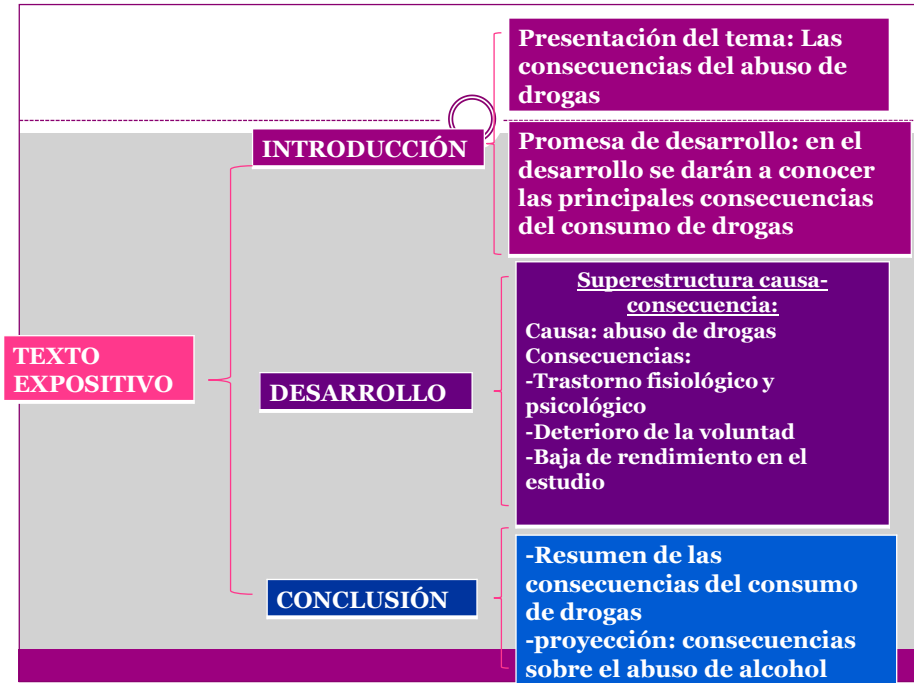 TEXTO
EXPOSITIVO
INTRODUCCIÓN
Presentación del tema: Las
consecuencias del abuso de
drogas
Promesa de desarrollo: en el
desarrollo se darán a conocer
las principales consecuencias
del consumo de drogas
DESARROLLO
Superestructura causa-
consecuencia:
Causa: abuso de drogas
Consecuencias:
-Trastorno fisiológico y
psicológico
-Deterioro de la voluntad
-Baja de rendimiento en el
estudio
CONCLUSIÓN
-Resumen de las
consecuencias del consumo
de drogas
-proyección: consecuencias
sobre el abuso de alcohol